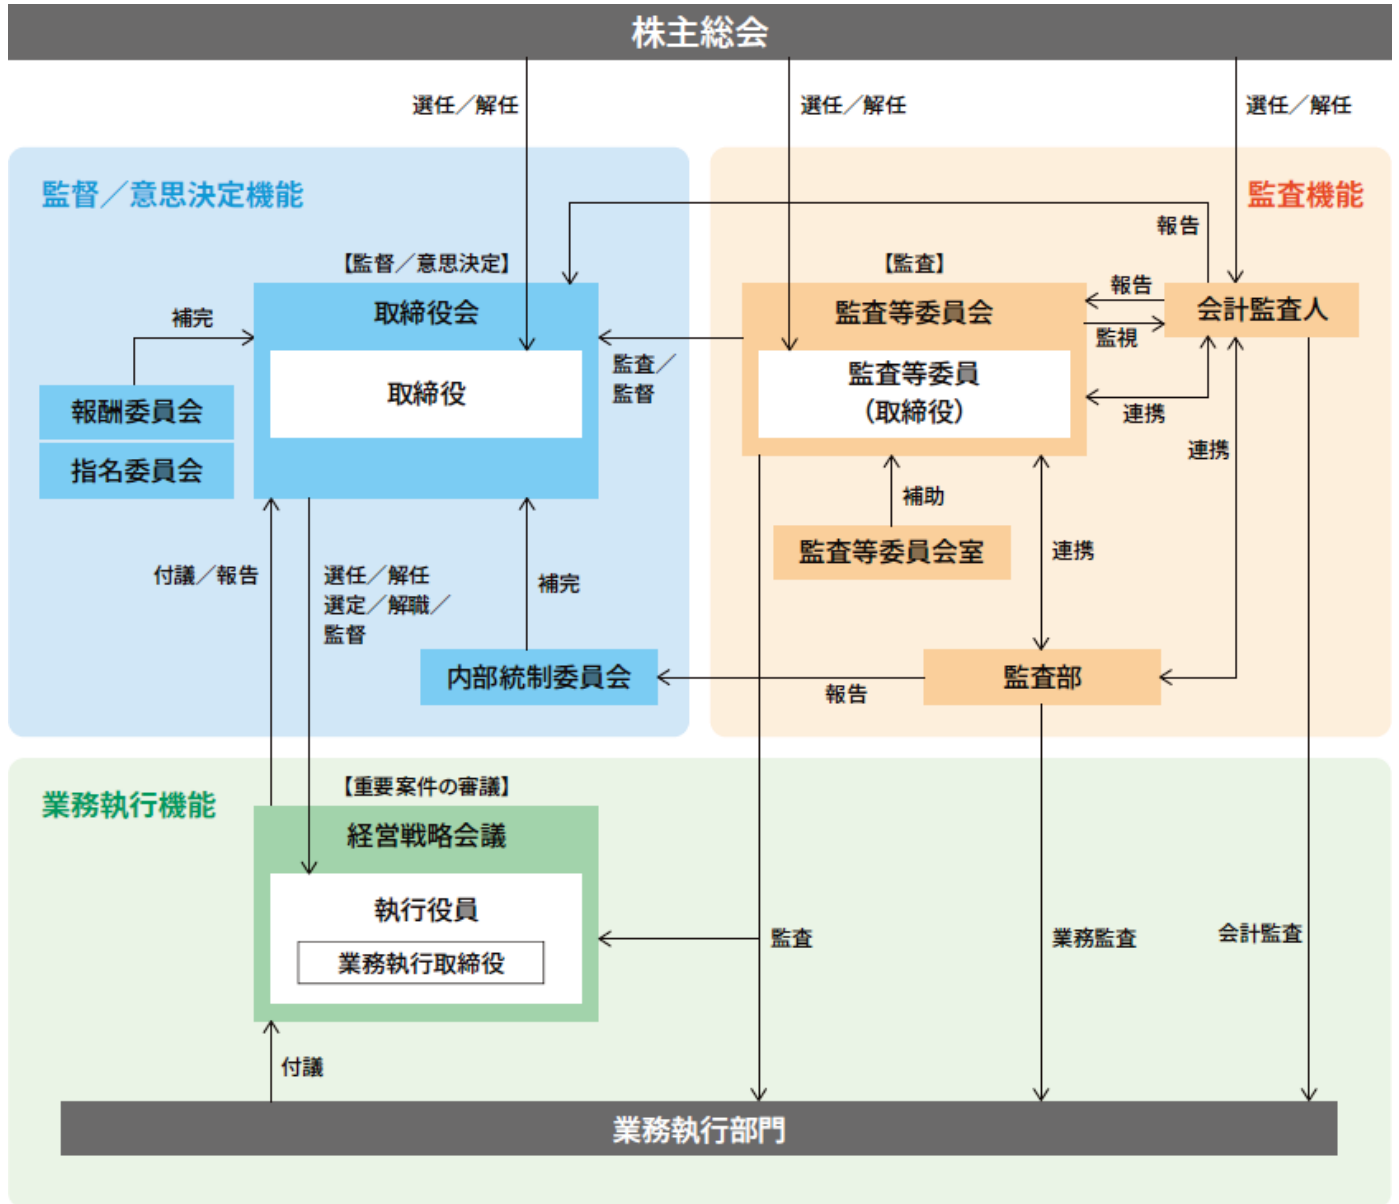 株主総会
選任／解任
選任／解任
選任／解任
監督／意思決定機能
監査機能
報告
【監督／意思決定】
【監査】
取締役会
監査等委員会
報告
会計監査人
補完
監視
取締役
監査／
監督
監査等委員
（取締役）
報酬委員会
連携
指名委員会
連携
補助
付議／報告
選任／解任
選定／解職／
監督
補完
監査等委員会室
連携
内部統制委員会
報告
監査部
業務執行機能
【重要案件の審議】
経営戦略会議
執行役員
業務執行取締役
監査
業務監査
会計監査
付議
業務執行部門